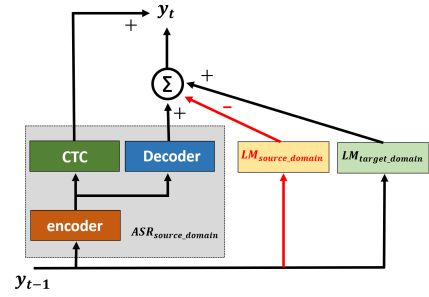 + y_t
Σ +
+ −
CTC Decoder LM_source_domain LM_target_domain
encoder ASR_source_domain
y_t−1